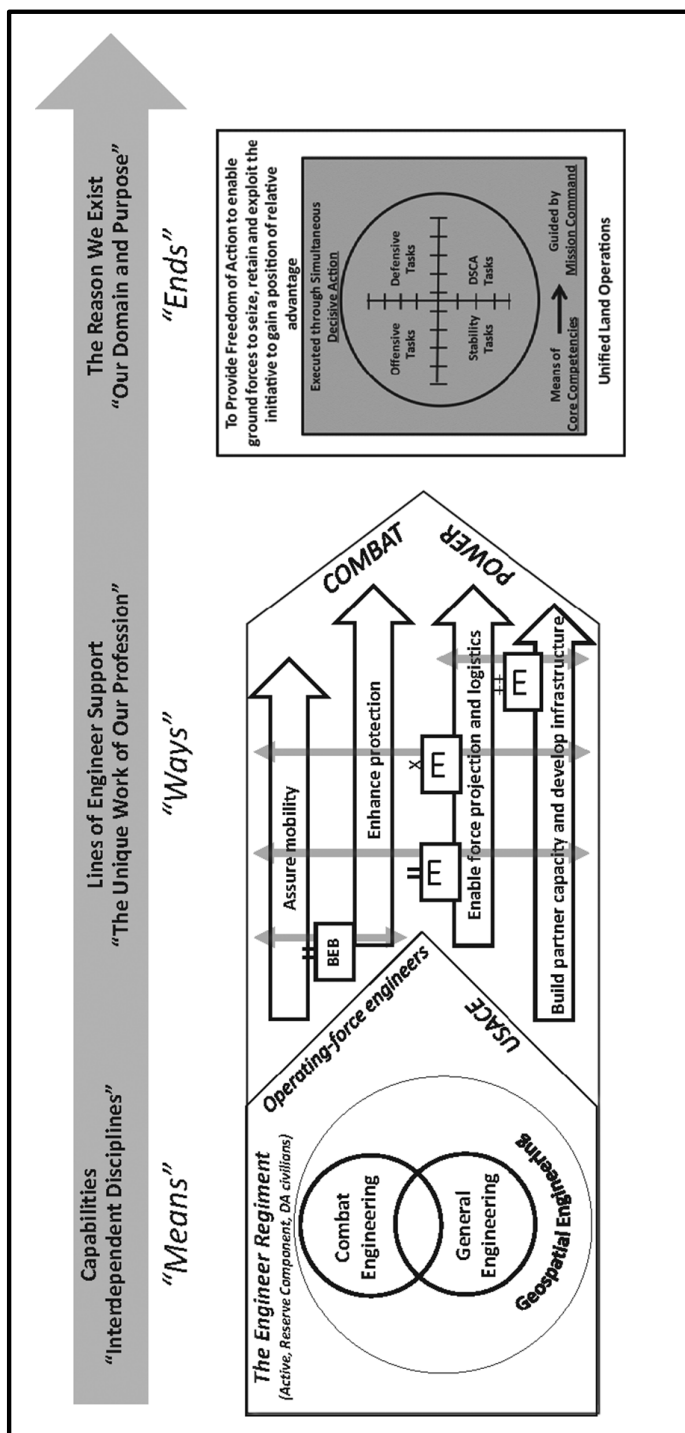 Capabilities
"Interdependent Disciplines"
Lines of Engineer Support
"The Unique Work of Our Profession"
The Reason We Exist
"Our Domain and Purpose"
"Means"
"Ways"
"Ends"
The Engineer Regiment
(Active, Reserve Component, DA civilians)
Combat
Engineering
General
Engineering
Geospatial Engineering
Operating-force engineers
USACE
Assure mobility
BEB
Enhance protection
E
X
E
Enable force projection and logistics
++
E
Build partner capacity and develop infrastructure
COMBAT
POWER
To Provide Freedom of Action to enable
ground forces to seize, retain and exploit the
initiative to gain a position of relative
advantage
Executed through Simultaneous
Decisive Action
Offensive
Tasks
Defensive
Tasks
Stability
Tasks
DSCA
Tasks
Means of
Core Competencies
Guided by
Mission Command
Unified Land Operations